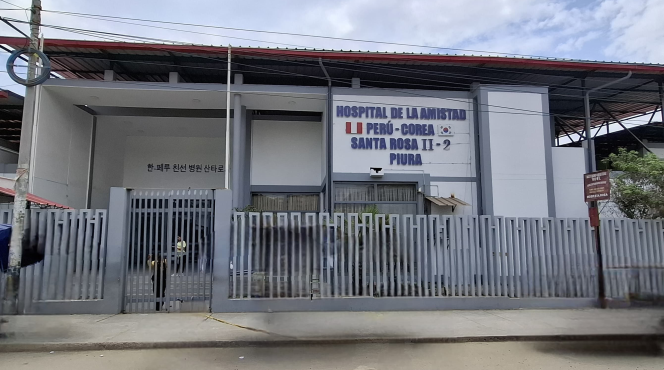 HOSPITAL DE LA AMISTAD
PERÚ-COREA
SANTA ROSA II-2
PIURA
한·페루 친선 병원 산타로